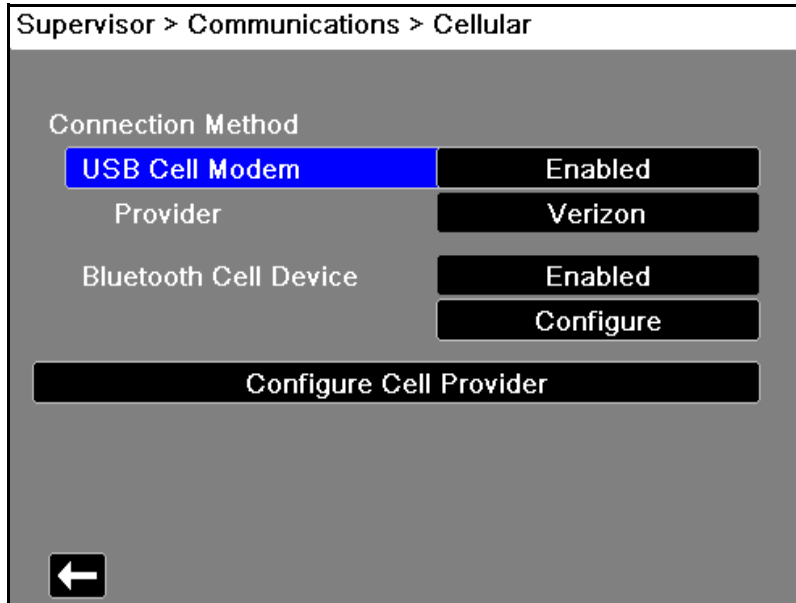 Supervisor > Communications > Cellular
Connection Method
USB Cell Modem Enabled
Provider Verizon
Bluetooth Cell Device Enabled
Configure
Configure Cell Provider